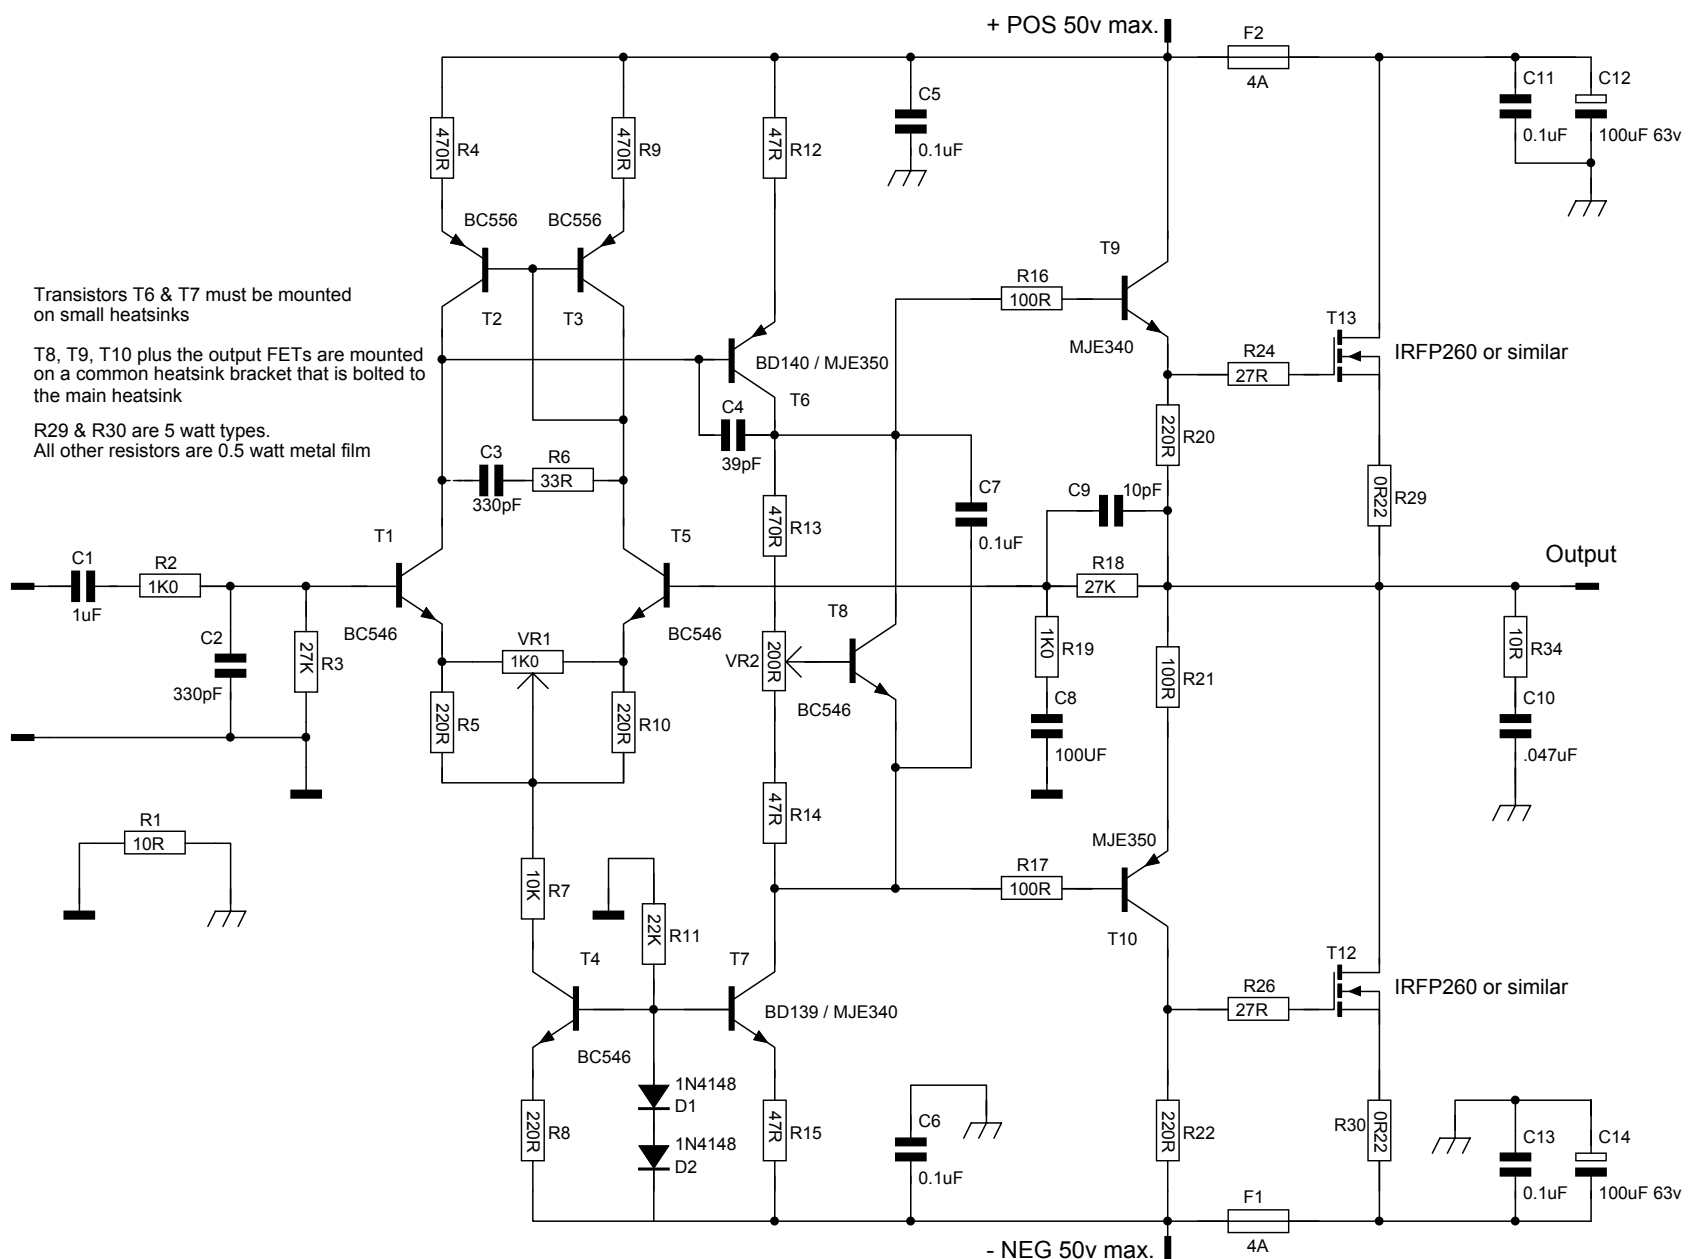 + POS 50v max.
F2
4A
C11
0.1uF
C12
100uF 63v
C5
0.1uF
470R
R4
470R
R9
47R
R12
BC556
BC556
T2
T3
Transistors T6 & T7 must be mounted
on small heatsinks
T8, T9, T10 plus the output FETs are mounted
on a common heatsink bracket that is bolted to
the main heatsink
R29 & R30 are 5 watt types.
All other resistors are 0.5 watt metal film
T9
R16
100R
MJE340
T13
IRFP260 or similar
R24
27R
BD140 / MJE350
T6
C4
39pF
220R
R20
C3
330pF
R6
33R
470R
R13
C7
0.1uF
C9
10pF
0R22
R29
T1
T5
C1
1uF
R2
1K0
BC546
BC546
R18
27K
Output
C2
330pF
27K
R3
VR1
1K0
VR2
200R
T8
BC546
1K0
R19
100R
R21
10R
R34
220R
R5
220R
R10
C8
100UF
C10
.047uF
47R
R14
R1
10R
MJE350
10K
R7
R17
100R
22K
R11
T10
T4
T7
T12
BD139 / MJE340
BC546
R26
27R
IRFP260 or similar
1N4148
D1
1N4148
D2
220R
R8
47R
R15
C6
0.1uF
220R
R22
R30
0R22
C13
0.1uF
C14
100uF 63v
F1
4A
- NEG 50v max.